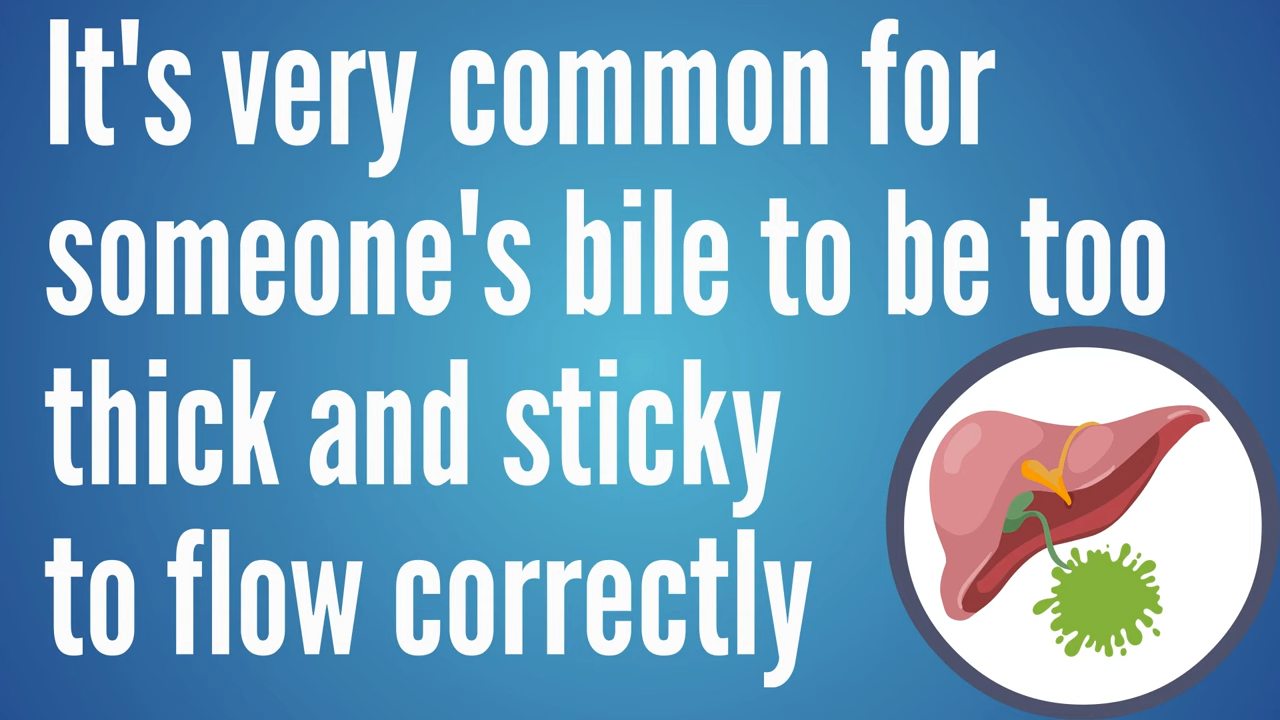 It's very common for
someone's bile to be too
thick and sticky
to flow correctly